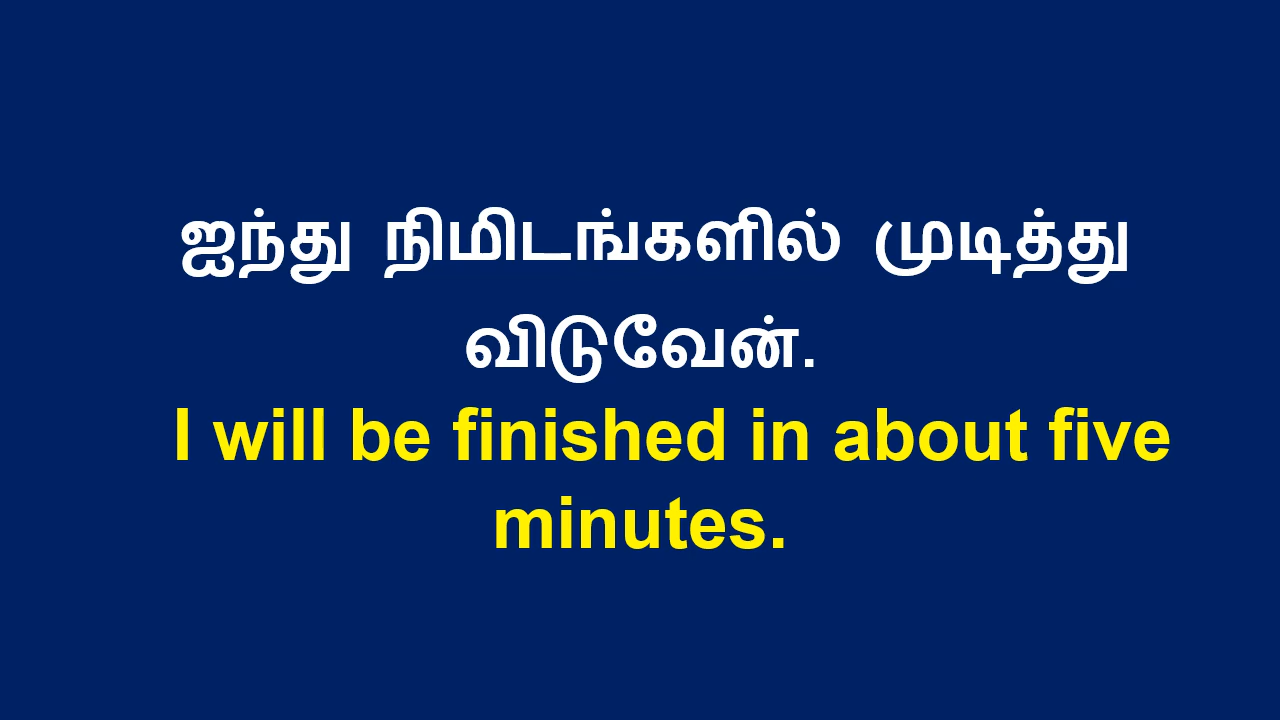 ஐந்து நிமிடங்களில் முடித்து
விடுவேன்.
I will be finished in about five
minutes.